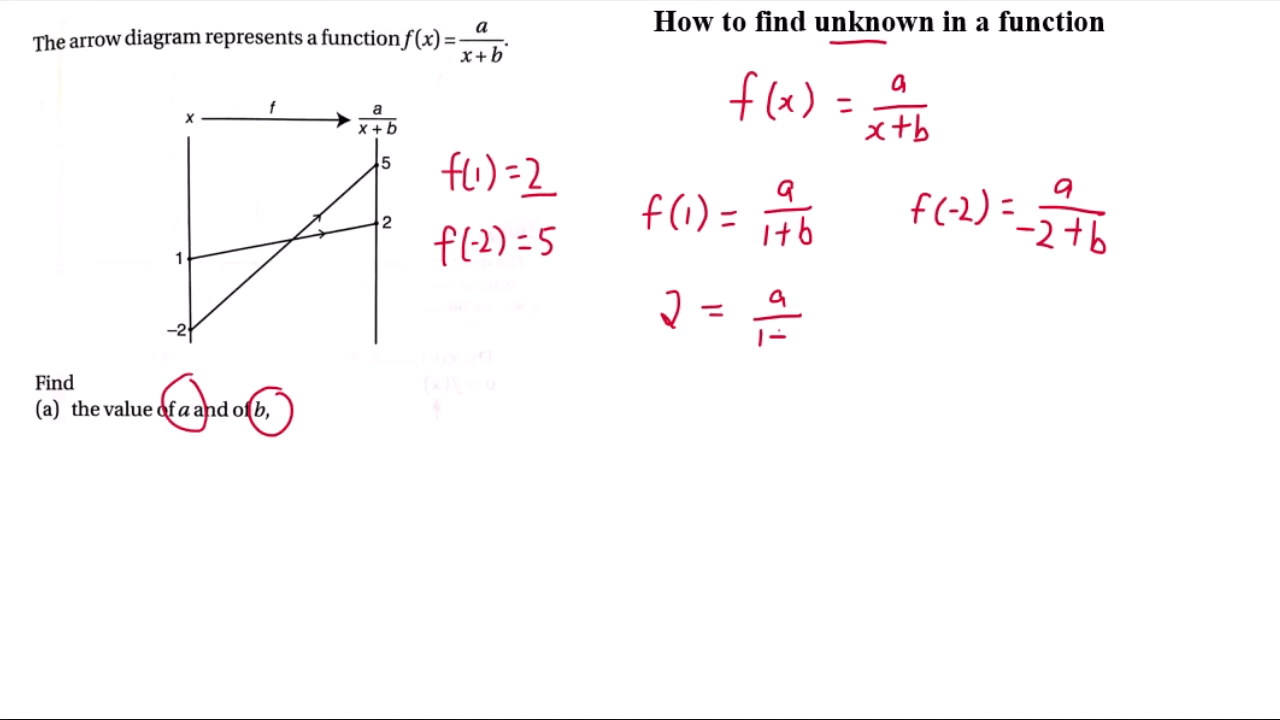 How to find unknown in a function
The arrow diagram represents a function f(x) = a/(x + b).
x f a/(x + b)
5
2
1
−2
f(1) = 2
f(-2) = 5
f(x) = a/(x+b)
f(1) = a/(1+b)
f(-2) = a/(-2+b)
2 = a/(1
Find
(a) the value of a and of b,